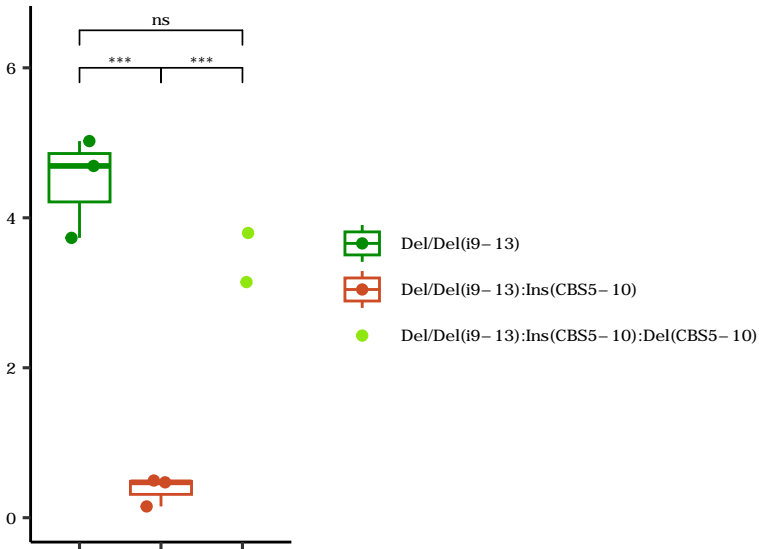 ns
*** ***
6
4
2
0
Del/Del(i9–13)
Del/Del(i9–13):Ins(CBS5–10)
Del/Del(i9–13):Ins(CBS5–10):Del(CBS5–10)